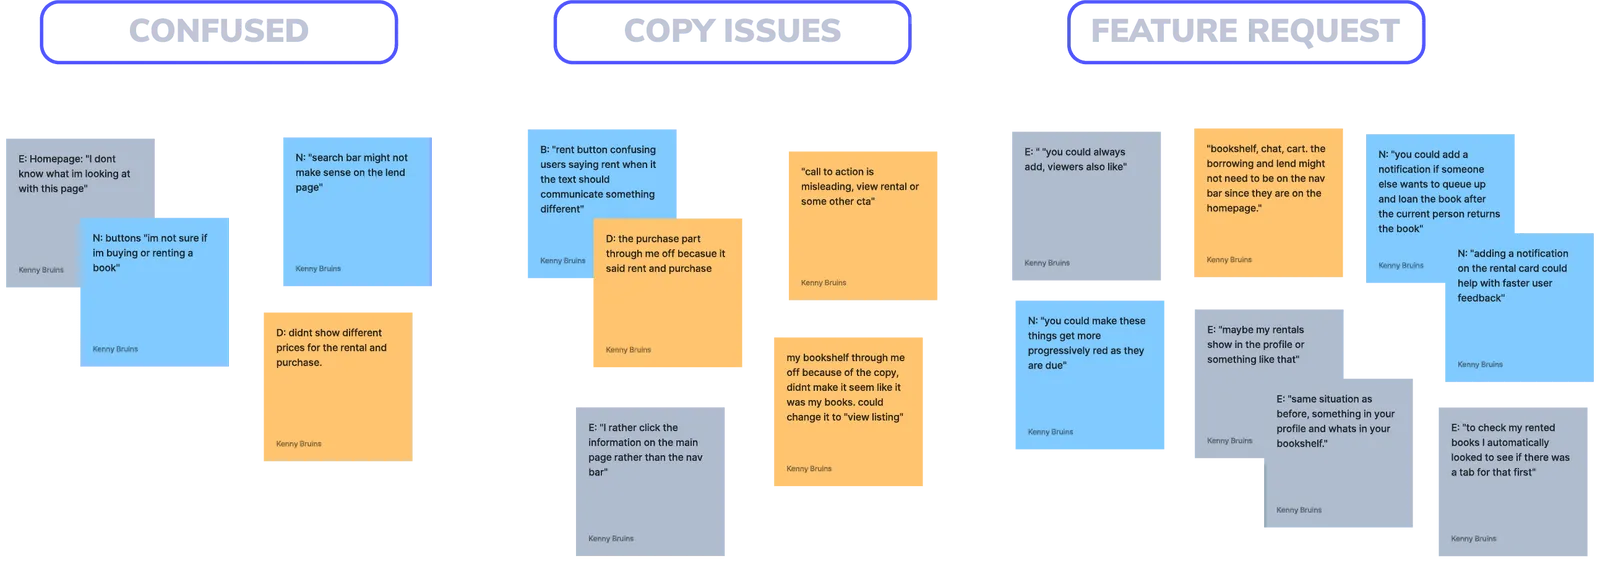 CONFUSED
E: Homepage: "I dont
know what im looking at
with this page"
Kenny Bruins
N: buttons "im not sure if
im buying or renting a
book"
Kenny Bruins
N: "search bar might not
make sense on the lend
page"
Kenny Bruins
D: didnt show different
prices for the rental and
purchase.
Kenny Bruins
COPY ISSUES
B: "rent button confusing
users saying rent when it
the text should
communicate something
different"
Kenny Bruins
D: the purchase part
through me off becasue it
said rent and purchase
Kenny Bruins
"call to action is
misleading, view rental or
some other cta"
Kenny Bruins
my bookshelf through me
off because of the copy,
didnt make it seem like it
was my books. could
change it to "view listing"
Kenny Bruins
E: "I rather click the
information on the main
page rather than the nav
bar"
Kenny Bruins
FEATURE REQUEST
E: " "you could always
add, viewers also like"
Kenny Bruins
"bookshelf, chat, cart. the
borrowing and lend might
not need to be on the nav
bar since they are on the
homepage."
Kenny Bruins
N: "you could add a
notification if someone
else wants to queue up
and loan the book after
the current person returns
the book"
Kenny Bruins
N: "adding a notification
on the rental card could
help with faster user
feedback"
Kenny Bruins
N: "you could make these
things get more
progressively red as they
are due"
Kenny Bruins
E: "maybe my rentals
show in the profile or
something like that"
Kenny Bruins
E: "same situation as
before, something in your
profile and whats in your
bookshelf."
Kenny Bruins
E: "to check my rented
books I automatically
looked to see if there was
a tab for that first"
Kenny Bruins